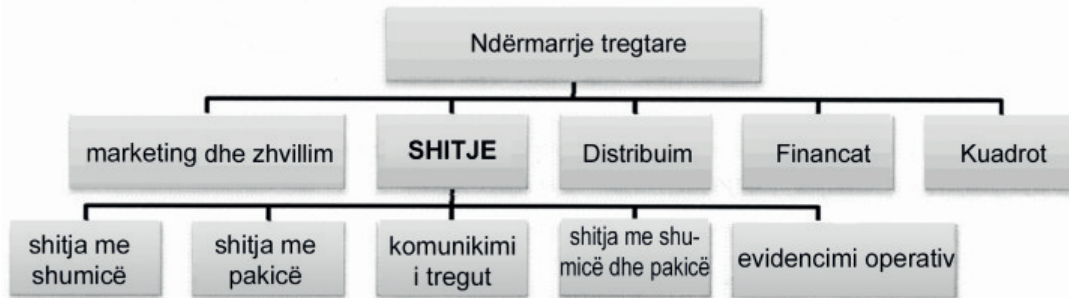 Ndërmarrje tregtare
marketing dhe zhvillim
SHITJE
Distribuim
Financat
Kuadrot
shitja me
shumicë
shitja me
pakicë
komunikimi
i tregut
shitja me shu-
micë dhe pakicë
evidencimi operativ